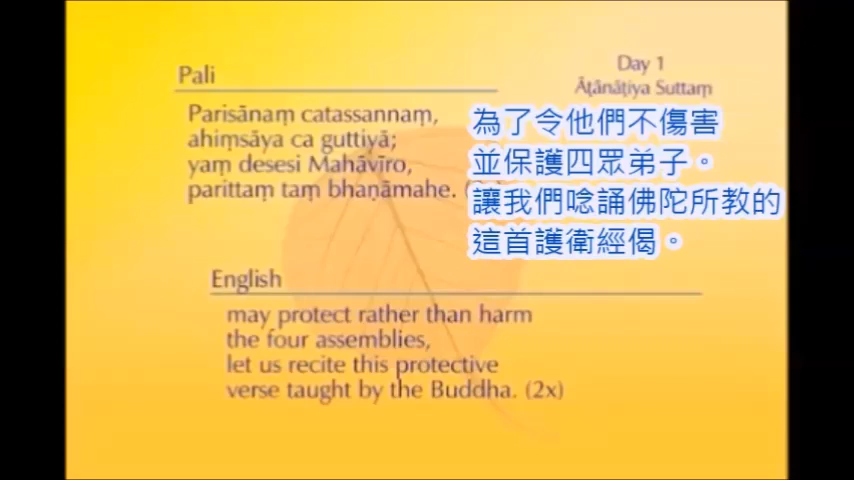 Day 1
Āṭānāṭiya Suttaṃ
Pali
Parisānaṃ catassannaṃ,
ahiṃsāya ca guttiyā;
yaṃ desesi Mahāvīro,
parittaṃ taṃ bhaṇāmahe.
為了令他們不傷害
並保護四眾弟子。
讓我們唸誦佛陀所教的
這首護衛經偈。
English
may protect rather than harm
the four assemblies,
let us recite this protective
verse taught by the Buddha. (2x)